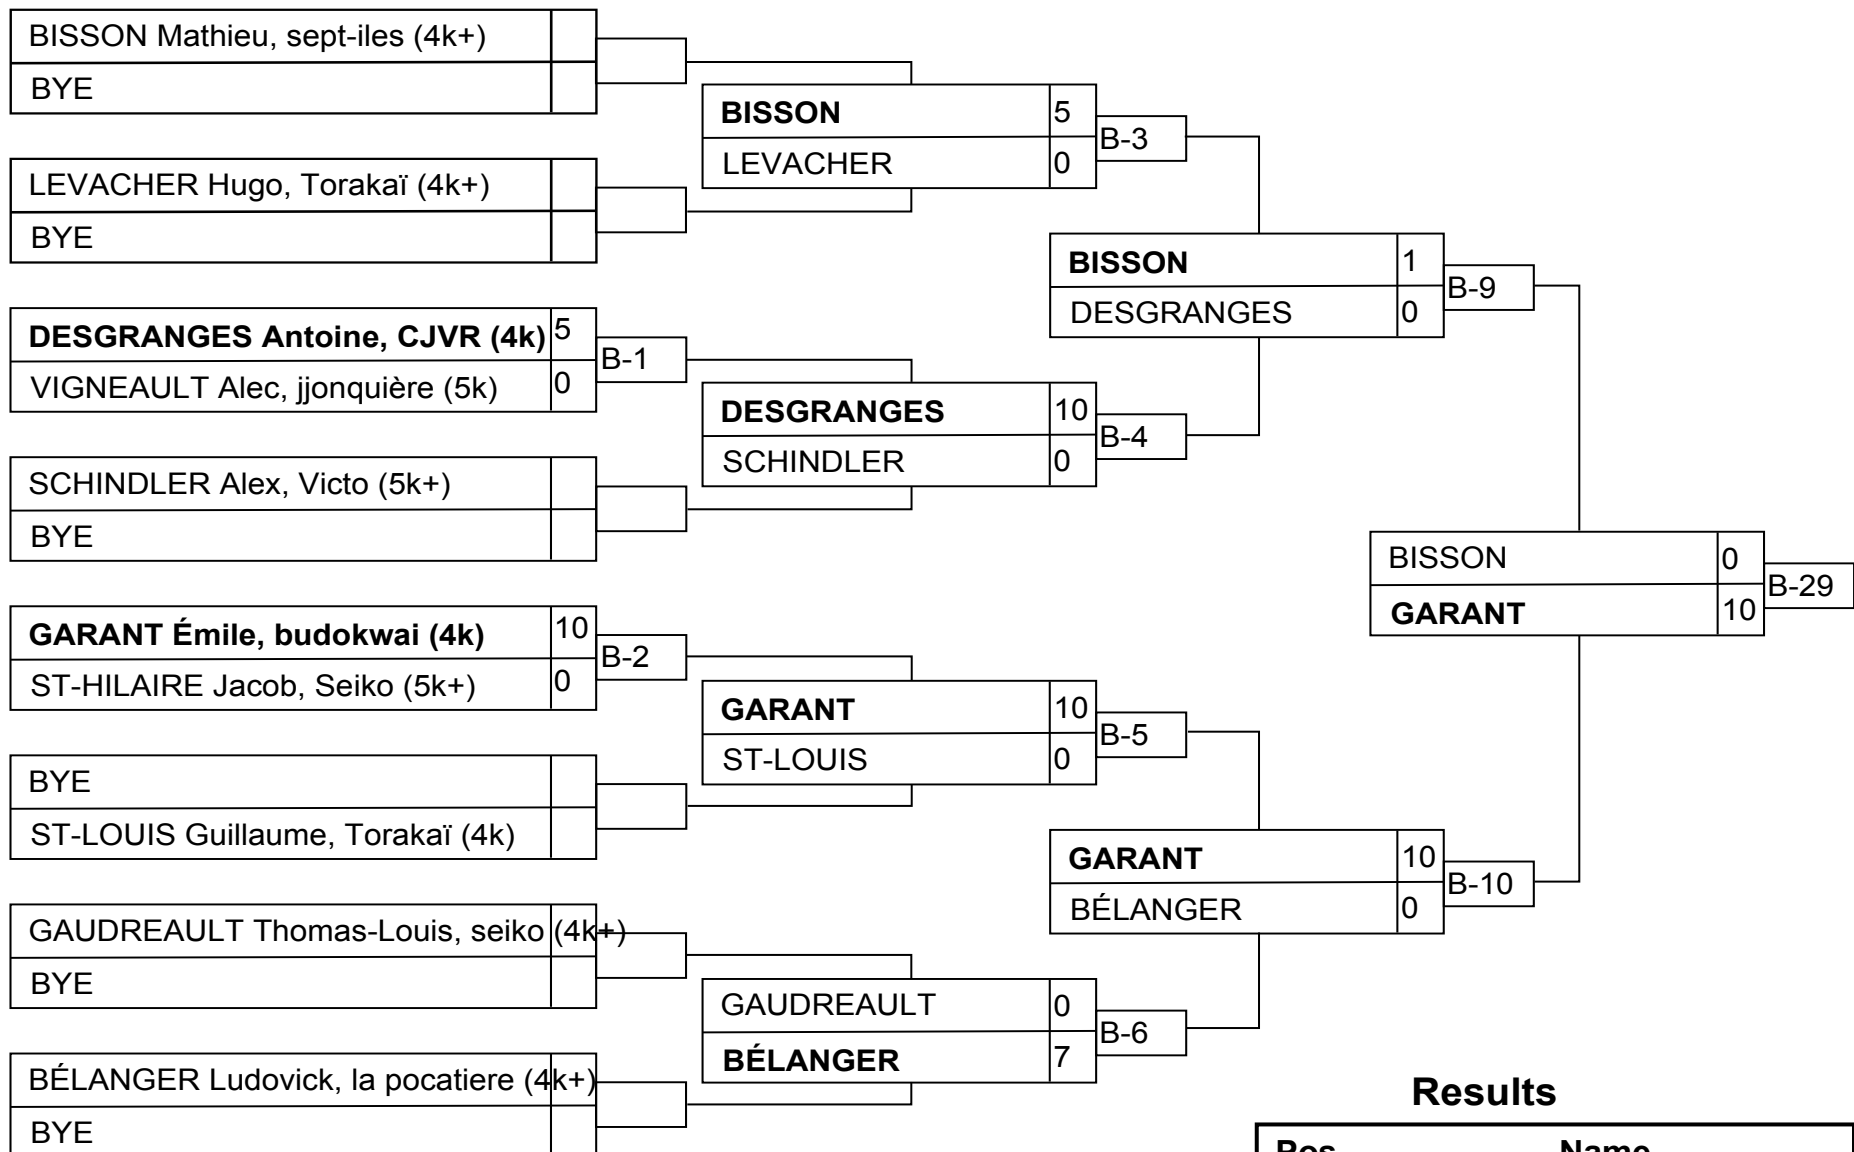 BISSON Mathieu, sept-iles (4k+)
BYE
LEVACHER Hugo, Torakaï (4k+)
BYE
DESGRANGES Antoine, CJVR (4k) 5
VIGNEAULT Alec, jjonquière (5k) 0
B-1
SCHINDLER Alex, Victo (5k+)
BYE
GARANT Émile, budokwai (4k) 10
ST-HILAIRE Jacob, Seiko (5k+) 0
B-2
BYE
ST-LOUIS Guillaume, Torakaï (4k)
GAUDREAULT Thomas-Louis, seiko (4k+)
BYE
BÉLANGER Ludovick, la pocatiere (4k+)
BYE
BISSON 5
LEVACHER 0
B-3
DESGRANGES 10
SCHINDLER 0
B-4
GARANT 10
ST-LOUIS 0
B-5
GAUDREAULT 0
BÉLANGER 7
B-6
BISSON 1
DESGRANGES 0
B-9
GARANT 10
BÉLANGER 0
B-10
BISSON 0
GARANT 10
B-29
Results
Pos Name